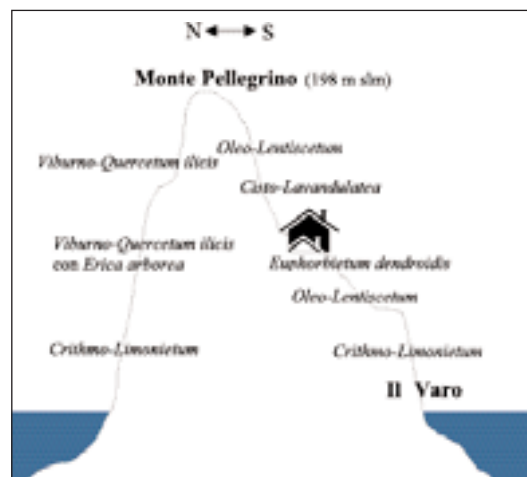 N S
Monte Pellegrino (198 m slm)
Oleo-Lentiscetum
Viburno-Quercetum ilicis
Cisto-Lavandulatea
Viburno-Quercetum ilicis
con Erica arborea
Euphorbietum dendroidis
Oleo-Lentiscetum
Crithmo-Limonietum
Crithmo-Limonietum
Il Varo